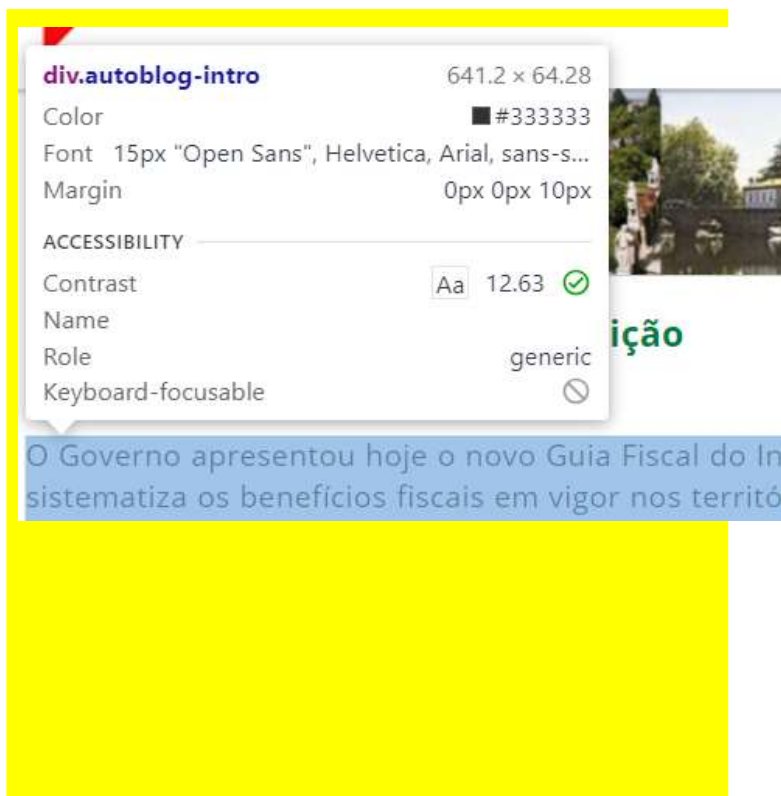 div.autoblog-intro 641.2 × 64.28
Color #333333
Font 15px "Open Sans", Helvetica, Arial, sans-s...
Margin 0px 0px 10px
ACCESSIBILITY
Contrast Aa 12.63
Name
Role generic
Keyboard-focusable
ição
O Governo apresentou hoje o novo Guia Fiscal do In
sistematiza os benefícios fiscais em vigor nos territó